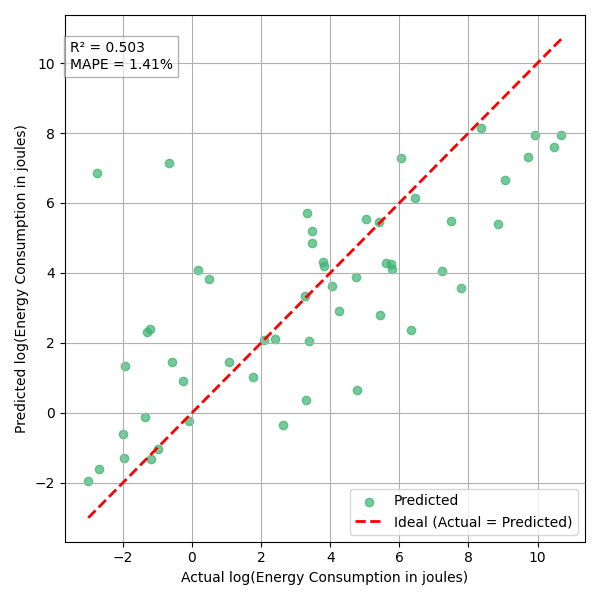 R² = 0.503
MAPE = 1.41%
10
8
6
4
2
0
−2
−2 0 2 4 6 8 10
Predicted log(Energy Consumption in joules)
Actual log(Energy Consumption in joules)
Predicted
Ideal (Actual = Predicted)